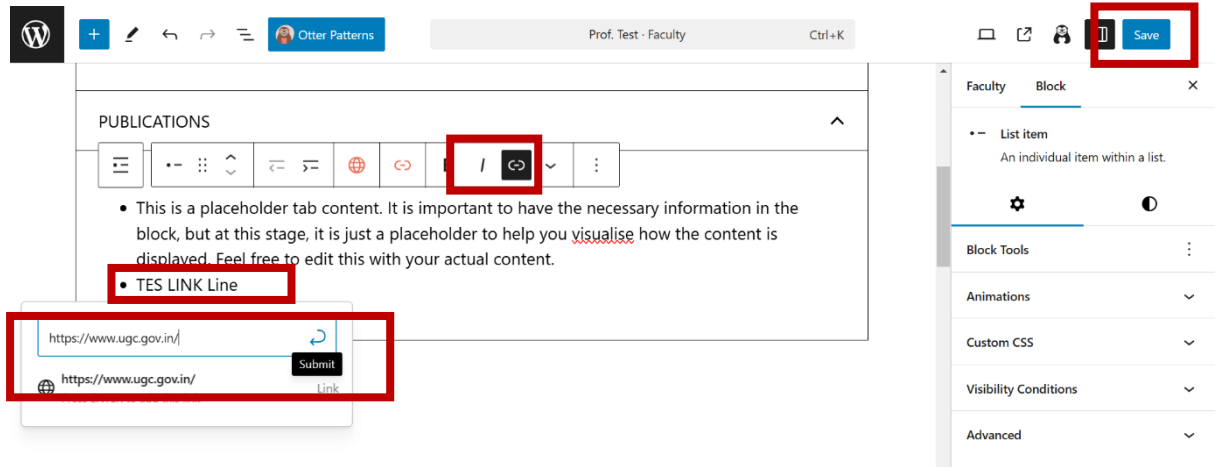 Otter Patterns
Prof. Test · Faculty
Ctrl+K
Save
Faculty
Block
PUBLICATIONS
List item
An individual item within a list.
B I
This is a placeholder tab content. It is important to have the necessary information in the
block, but at this stage, it is just a placeholder to help you visualise how the content is
displayed. Feel free to edit this with your actual content.
TES LINK Line
https://www.ugc.gov.in/
Submit
https://www.ugc.gov.in/
Link
Block Tools
Animations
Custom CSS
Visibility Conditions
Advanced